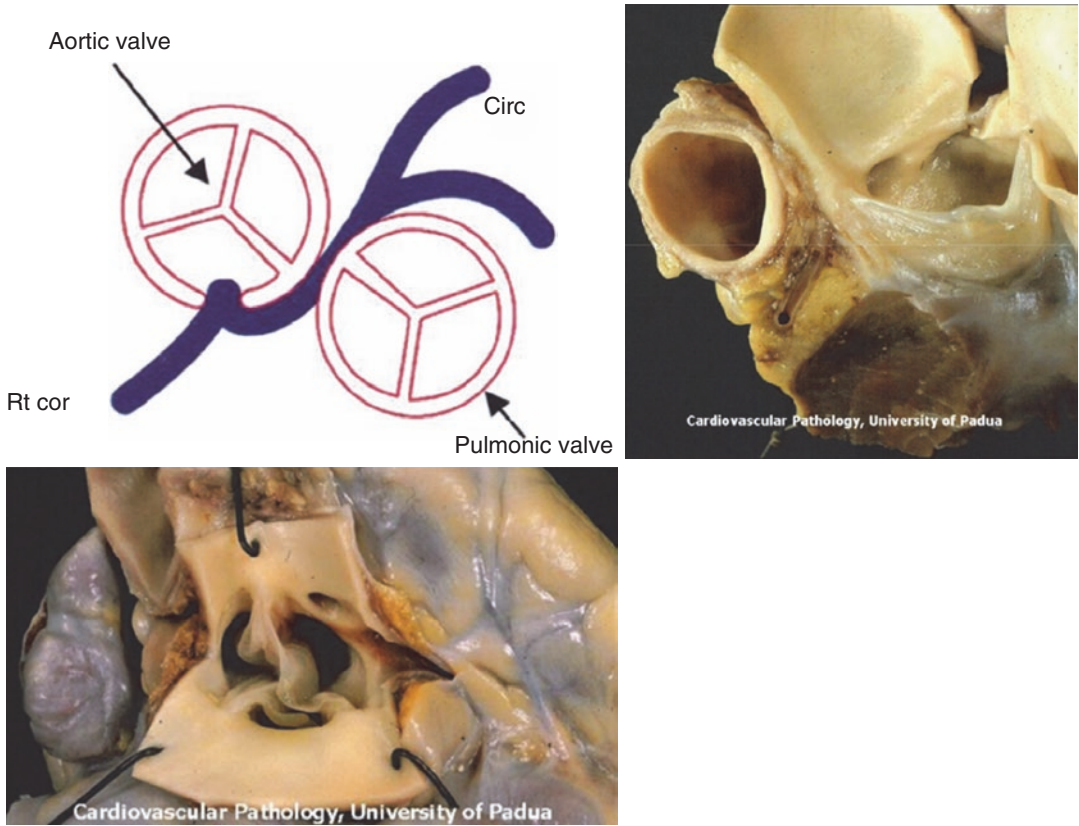 Aortic valve
Circ
Rt cor
Pulmonic valve
Cardiovascular Pathology, University of Padua
Cardiovascular Pathology, University of Padua